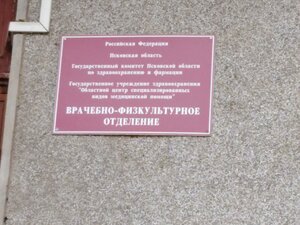 Российская Федерация
Псковская область
Государственный комитет Псковской области
по здравоохранению и фармации
Государственное учреждение здравоохранения
"Областной центр специализированных
видов медицинской помощи"
ВРАЧЕБНО-ФИЗКУЛЬТУРНОЕ
ОТДЕЛЕНИЕ